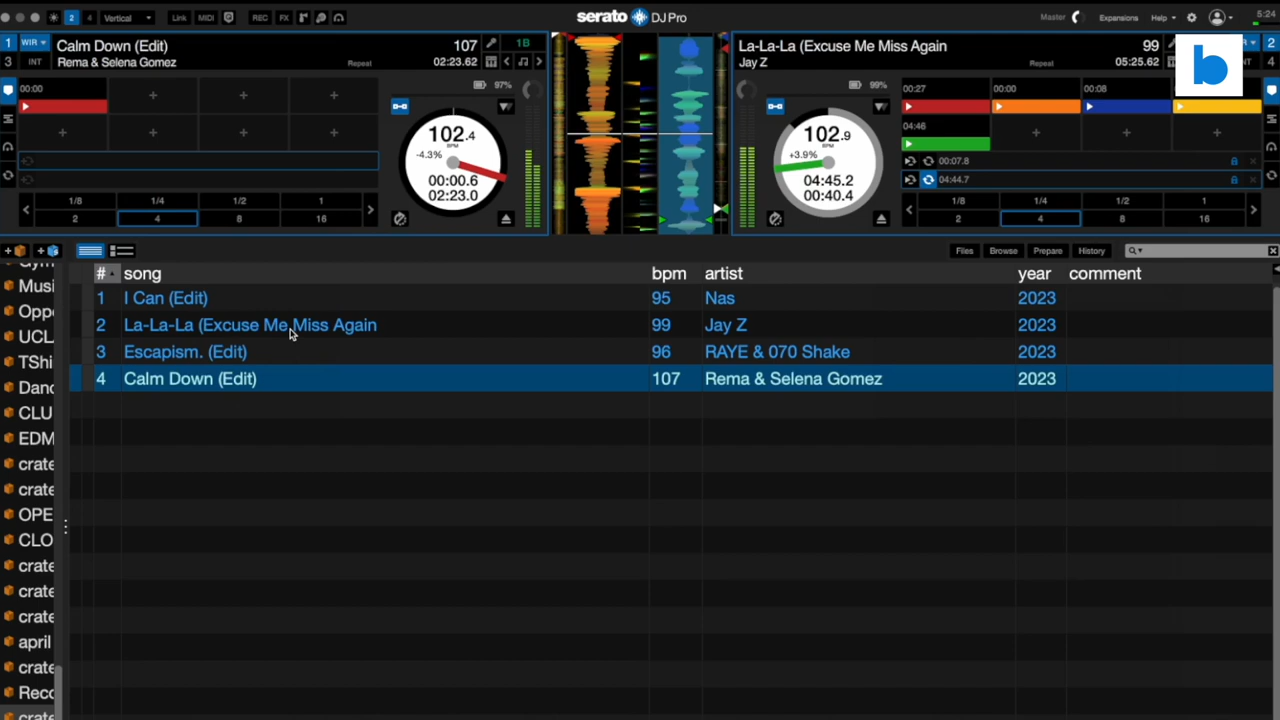 2 4 Vertical Link MIDI REC FX serato DJ Pro Master Expansions Help 5:24
1 WIR Calm Down (Edit) 107 1B
3 INT Rema & Selena Gomez 02:23.62 Repeat
97%
00:00
102.4
BPM
-4.3%
00:00.6
02:23.0
1/8 1/4 1/2 1
2 4 8 16
La-La-La (Excuse Me Miss Again 99 2
Jay Z Repeat 05:25.62 4
b
99%
00:27 00:00 00:08
04:46
102.9
BPM
+3.9%
04:45.2
00:40.4
00:07.8
04:44.7
1/8 1/4 1/2 1
2 4 8 16
Files Browse Prepare History
# song bpm artist year comment
1 I Can (Edit) 95 Nas 2023
2 La-La-La (Excuse Me Miss Again 99 Jay Z 2023
3 Escapism. (Edit) 96 RAYE & 070 Shake 2023
4 Calm Down (Edit) 107 Rema & Selena Gomez 2023
Musi
Oppo
UCL
TShi
Danc
CLU
EDM
crate
crate
OPE
CLO
crate
crate
crate
april
crate
Reco
crate